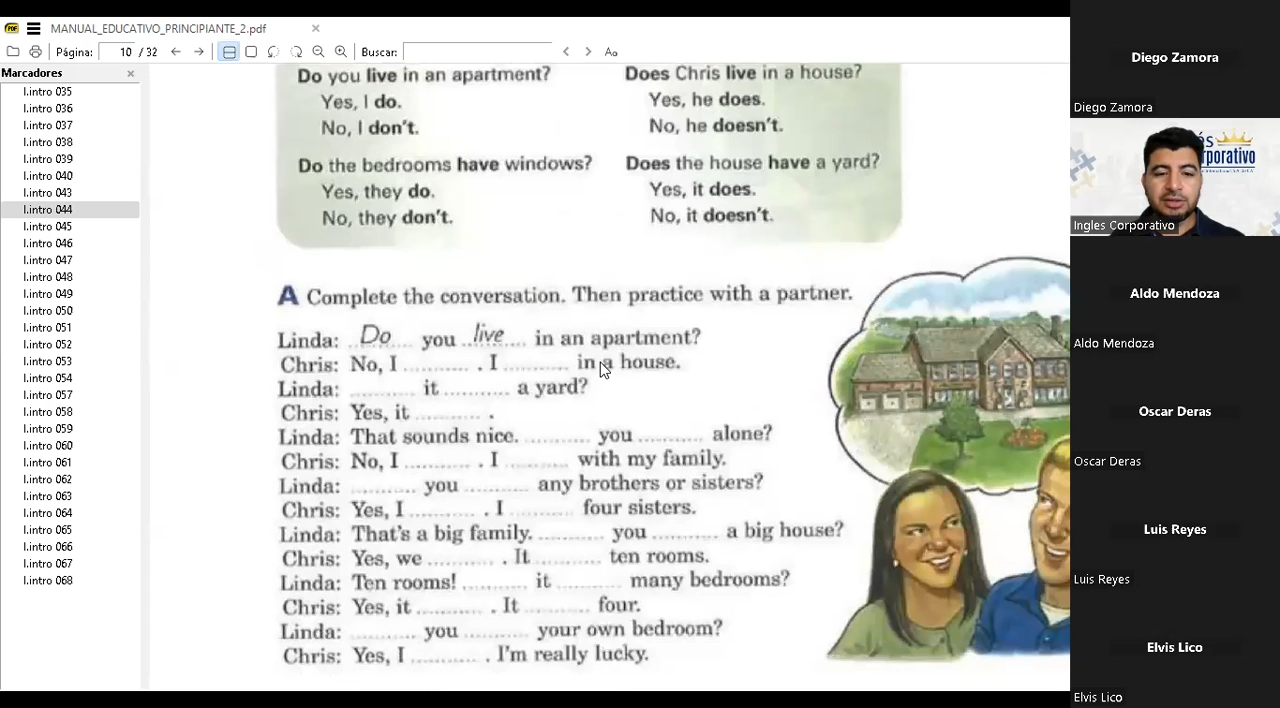 MANUAL_EDUCATIVO_PRINCIPIANTE_2.pdf
Página: 10 / 32 Buscar:
Marcadores
I.intro 035
I.intro 036
I.intro 037
I.intro 038
I.intro 039
I.intro 040
I.intro 043
I.intro 044
I.intro 045
I.intro 046
I.intro 047
I.intro 048
I.intro 049
I.intro 050
I.intro 051
I.intro 052
I.intro 053
I.intro 054
I.intro 057
I.intro 058
I.intro 059
I.intro 060
I.intro 061
I.intro 062
I.intro 063
I.intro 064
I.intro 065
I.intro 066
I.intro 067
I.intro 068
Do you live in an apartment?
Yes, I do.
No, I don't.
Do the bedrooms have windows?
Yes, they do.
No, they don't.
Does Chris live in a house?
Yes, he does.
No, he doesn't.
Does the house have a yard?
Yes, it does.
No, it doesn't.
A Complete the conversation. Then practice with a partner.
Linda: Do you live in an apartment?
Chris: No, I .......... . I .......... in a house.
Linda: .......... it .......... a yard?
Chris: Yes, it .......... .
Linda: That sounds nice. .......... you .......... alone?
Chris: No, I .......... . I .......... with my family.
Linda: .......... you .......... any brothers or sisters?
Chris: Yes, I .......... . I .......... four sisters.
Linda: That's a big family. .......... you .......... a big house?
Chris: Yes, we .......... . It .......... ten rooms.
Linda: Ten rooms! .......... it .......... many bedrooms?
Chris: Yes, it .......... . It .......... four.
Linda: .......... you .......... your own bedroom?
Chris: Yes, I .......... . I'm really lucky.
Diego Zamora
Diego Zamora
Ingles Corporativo
Aldo Mendoza
Aldo Mendoza
Oscar Deras
Oscar Deras
Luis Reyes
Luis Reyes
Elvis Lico
Elvis Lico